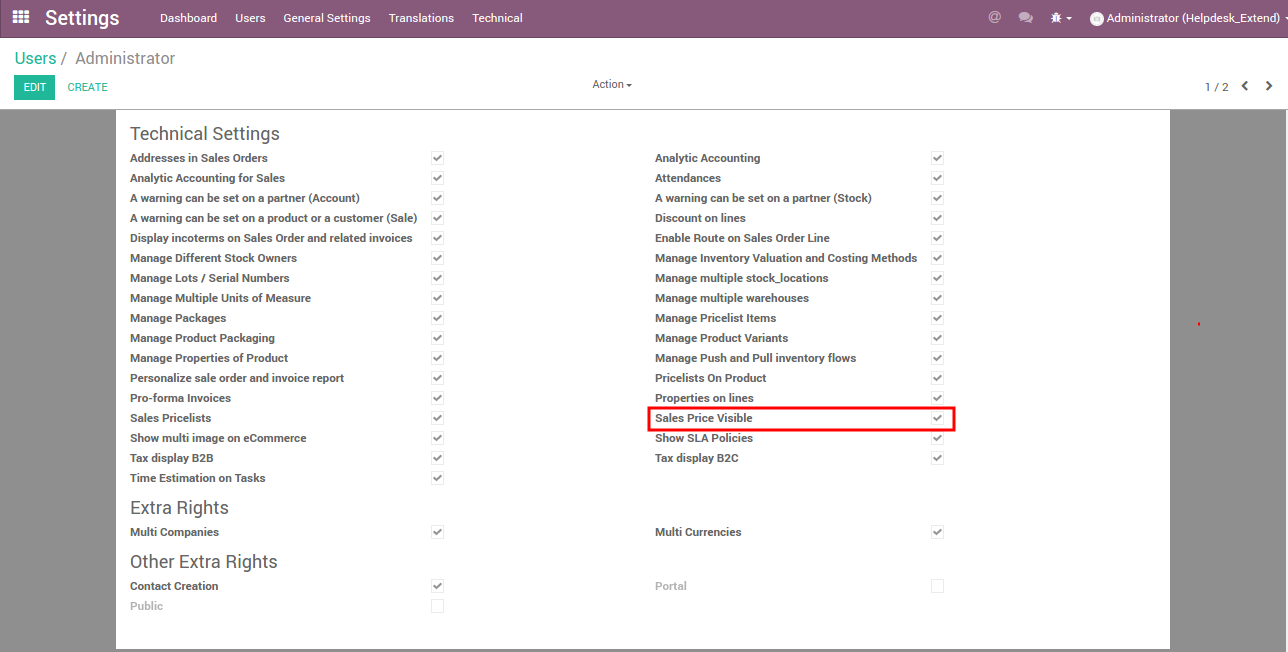 Settings Dashboard Users General Settings Translations Technical @ Administrator (Helpdesk_Extend)
Users / Administrator
EDIT CREATE Action 1 / 2
Technical Settings
Addresses in Sales Orders Analytic Accounting
Analytic Accounting for Sales Attendances
A warning can be set on a partner (Account) A warning can be set on a partner (Stock)
A warning can be set on a product or a customer (Sale) Discount on lines
Display incoterms on Sales Order and related invoices Enable Route on Sales Order Line
Manage Different Stock Owners Manage Inventory Valuation and Costing Methods
Manage Lots / Serial Numbers Manage multiple stock_locations
Manage Multiple Units of Measure Manage multiple warehouses
Manage Packages Manage Pricelist Items
Manage Product Packaging Manage Product Variants
Manage Properties of Product Manage Push and Pull inventory flows
Personalize sale order and invoice report Pricelists On Product
Pro-forma Invoices Properties on lines
Sales Pricelists Sales Price Visible
Show multi image on eCommerce Show SLA Policies
Tax display B2B Tax display B2C
Time Estimation on Tasks
Extra Rights
Multi Companies Multi Currencies
Other Extra Rights
Contact Creation Portal
Public